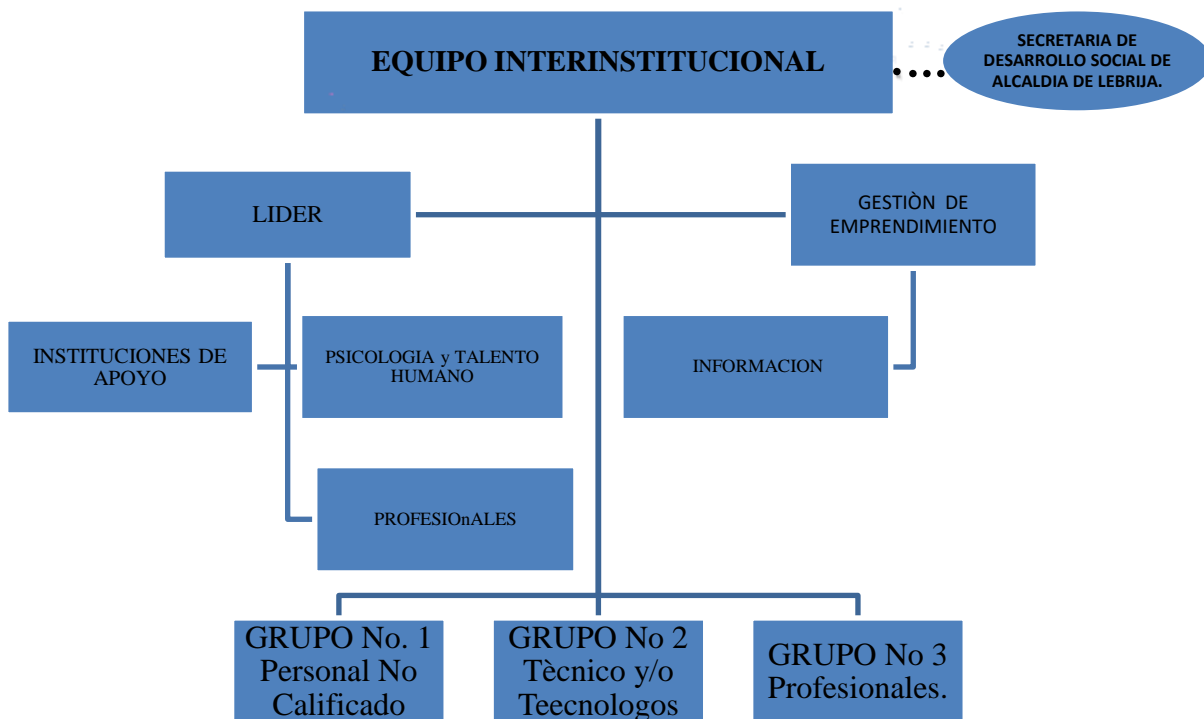 EQUIPO INTERINSTITUCIONAL
SECRETARIA DE
DESARROLLO SOCIAL DE
ALCALDIA DE LEBRIJA.
LIDER
GESTIÒN DE
EMPRENDIMIENTO
INSTITUCIONES DE
APOYO
PSICOLOGIA y TALENTO
HUMANO
INFORMACION
PROFESIOnALES
GRUPO No. 1
Personal No
Calificado
GRUPO No 2
Tècnico y/o
Teecnologos
GRUPO No 3
Profesionales.